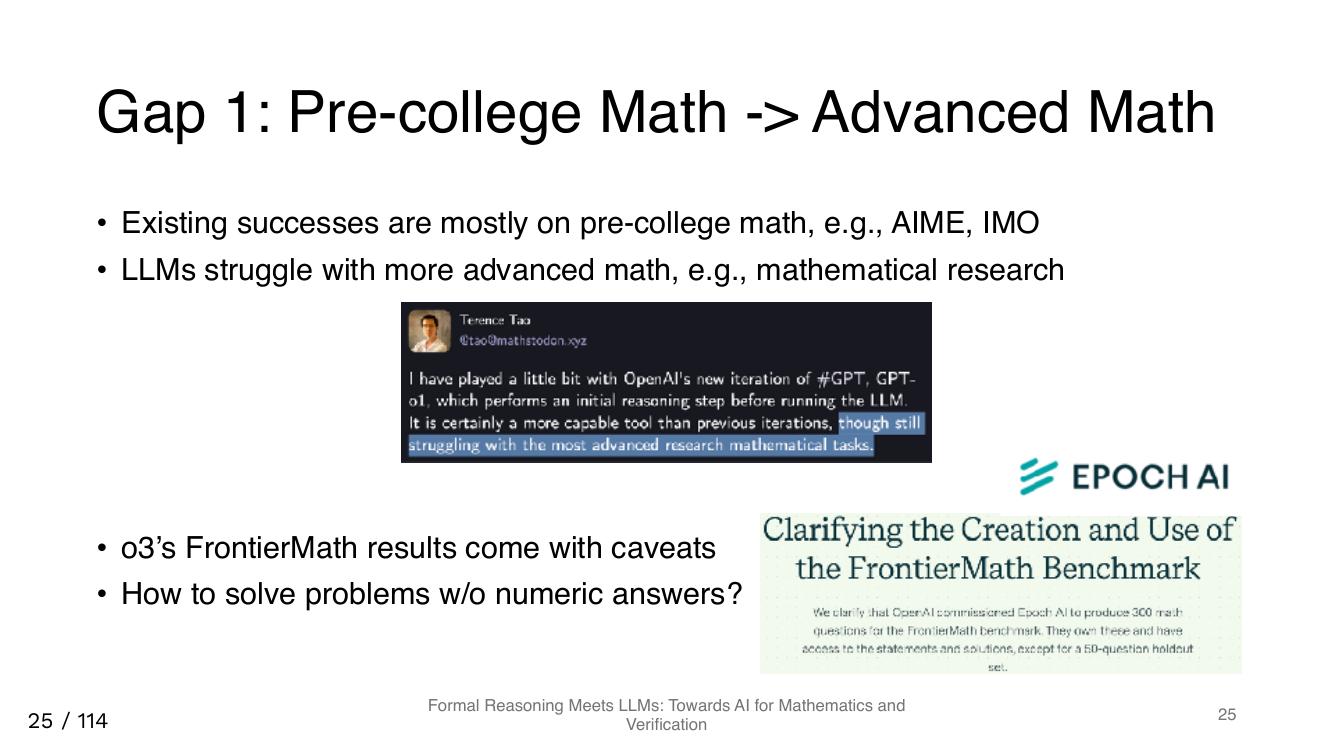 Gap 1: Pre-college Math -> Advanced Math
• Existing successes are mostly on pre-college math, e.g., AIME, IMO
• LLMs struggle with more advanced math, e.g., mathematical research
Terence Tao
@tao@mathstodon.xyz
I have played a little bit with OpenAI's new iteration of #GPT, GPT-
o1, which performs an initial reasoning step before running the LLM.
It is certainly a more capable tool than previous iterations, though still
struggling with the most advanced research mathematical tasks.
EPOCH AI
• o3’s FrontierMath results come with caveats
• How to solve problems w/o numeric answers?
Clarifying the Creation and Use of
the FrontierMath Benchmark
We clarify that OpenAI commissioned Epoch AI to produce 300 math
questions for the FrontierMath benchmark. They own these and have
access to the statements and solutions, except for a 50-question holdout
set.
25 / 114
Formal Reasoning Meets LLMs: Towards AI for Mathematics and
Verification
25